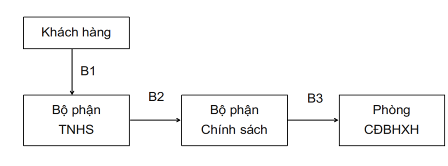 Khách hàng
B1
B2
B3
Bộ phận
TNHS
Bộ phận
Chính sách
Phòng
CĐBHXH